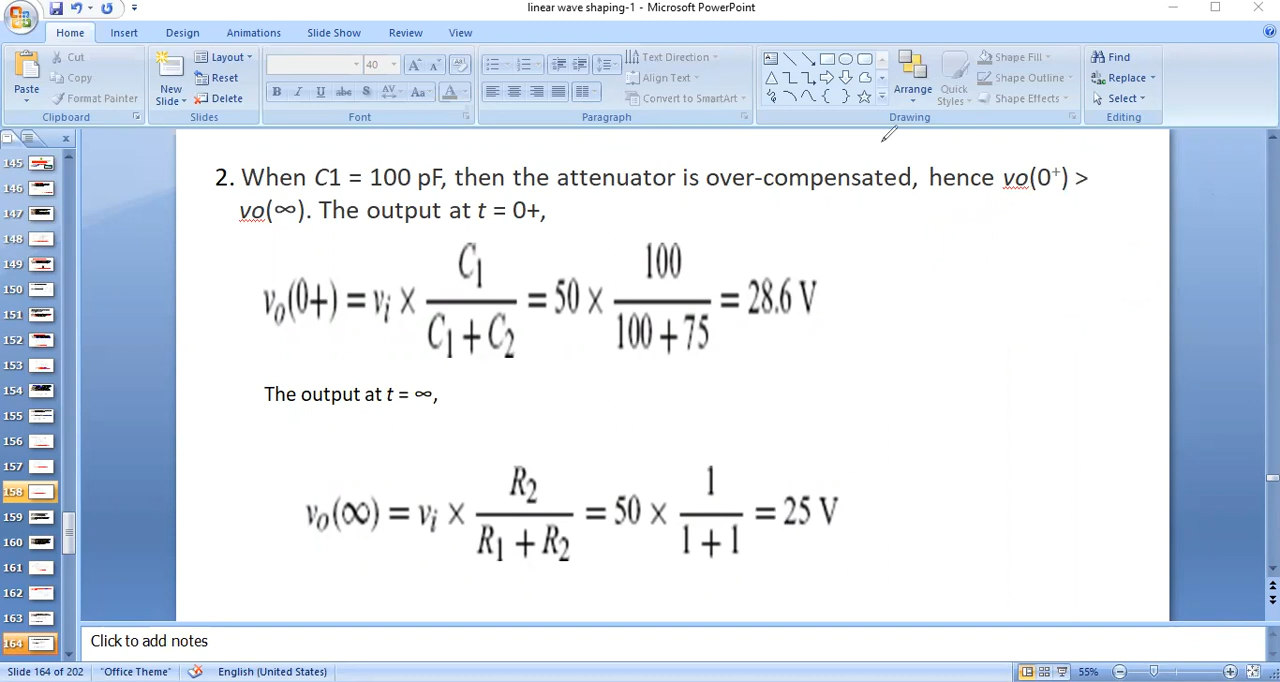 linear wave shaping-1 - Microsoft PowerPoint
Home Insert Design Animations Slide Show Review View
Paste
Cut
Copy
Format Painter
Clipboard
New
Slide
Layout
Reset
Delete
Slides
40
B I U abc S AV Aa A
Font
Text Direction
Align Text
Convert to SmartArt
Paragraph
Arrange
Quick
Styles
Shape Fill
Shape Outline
Shape Effects
Drawing
Find
Replace
Select
Editing
145
146
147
148
149
150
151
152
153
154
155
156
157
158
159
160
161
162
163
164
2. When C1 = 100 pF, then the attenuator is over-compensated, hence vo(0⁺) >
vo(∞). The output at t = 0+,
v₀(0+) = vᵢ × C₁/(C₁ + C₂) = 50 × 100/(100 + 75) = 28.6 V
The output at t = ∞,
v₀(∞) = vᵢ × R₂/(R₁ + R₂) = 50 × 1/(1 + 1) = 25 V
Click to add notes
Slide 164 of 202 "Office Theme" English (United States) 55%